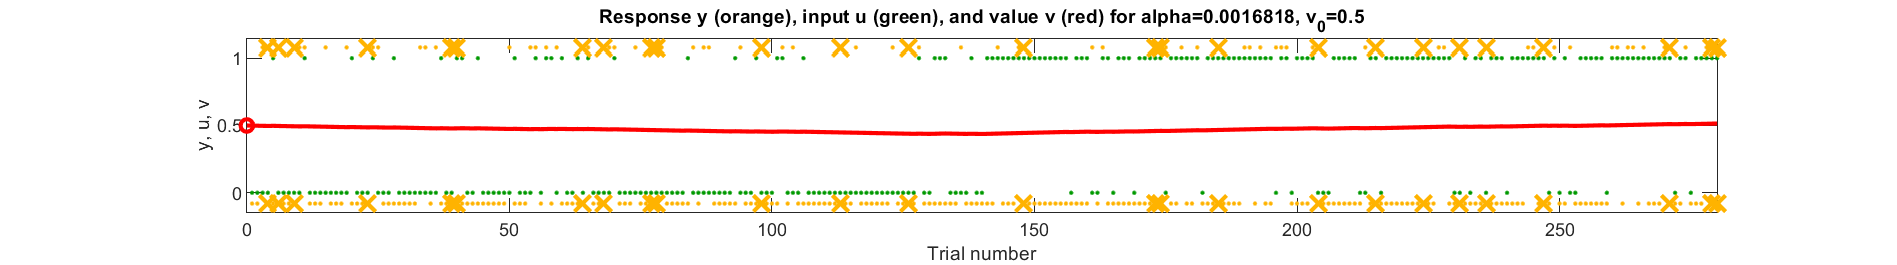 Response y (orange), input u (green), and value v (red) for alpha=0.0016818, v0=0.5
y, u, v
1
0.5
0
0 50 100 150 200 250
Trial number